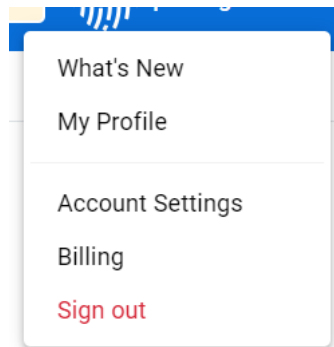 What's New
My Profile
Account Settings
Billing
Sign out